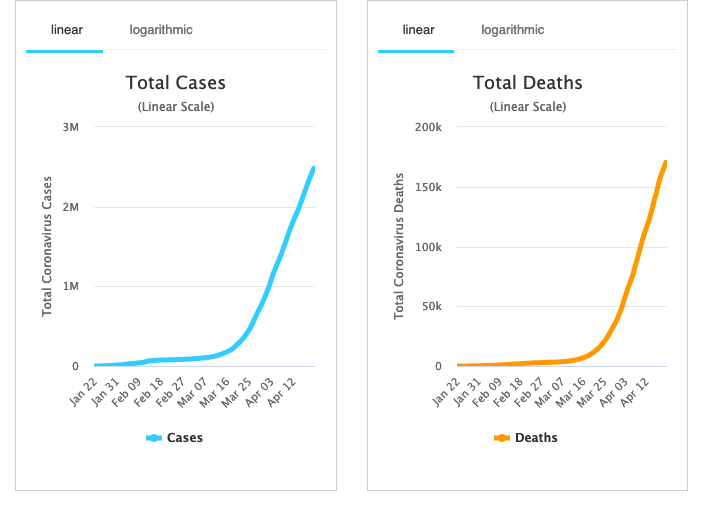 linear
logarithmic
Total Cases
(Linear Scale)
Total Coronavirus Cases
3M
2M
1M
0
Jan 22
Jan 31
Feb 09
Feb 18
Feb 27
Mar 07
Mar 16
Mar 25
Apr 03
Apr 12
Cases
linear
logarithmic
Total Deaths
(Linear Scale)
Total Coronavirus Deaths
200k
150k
100k
50k
0
Jan 22
Jan 31
Feb 09
Feb 18
Feb 27
Mar 07
Mar 16
Mar 25
Apr 03
Apr 12
Deaths